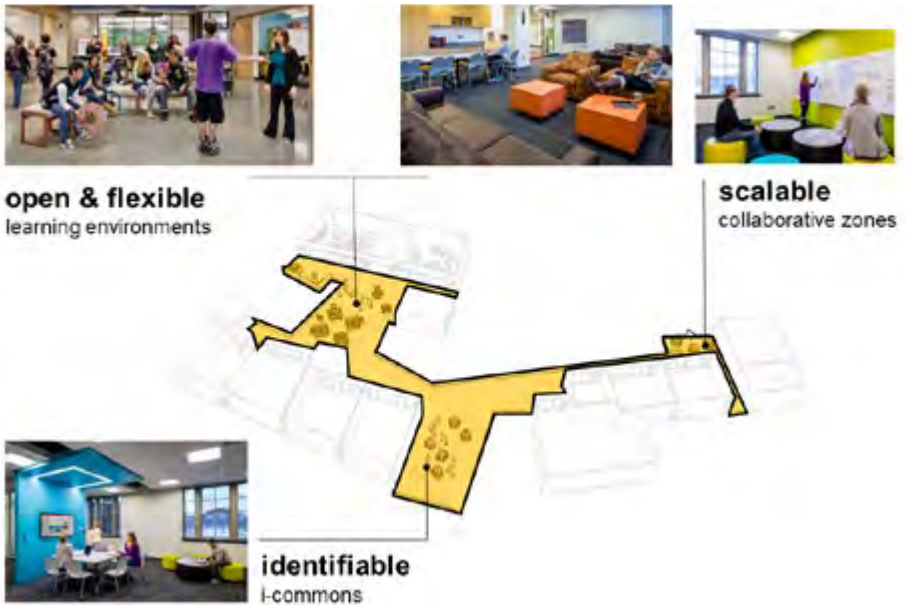 open & flexible
learning environments
scalable
collaborative zones
identifiable
i-commons